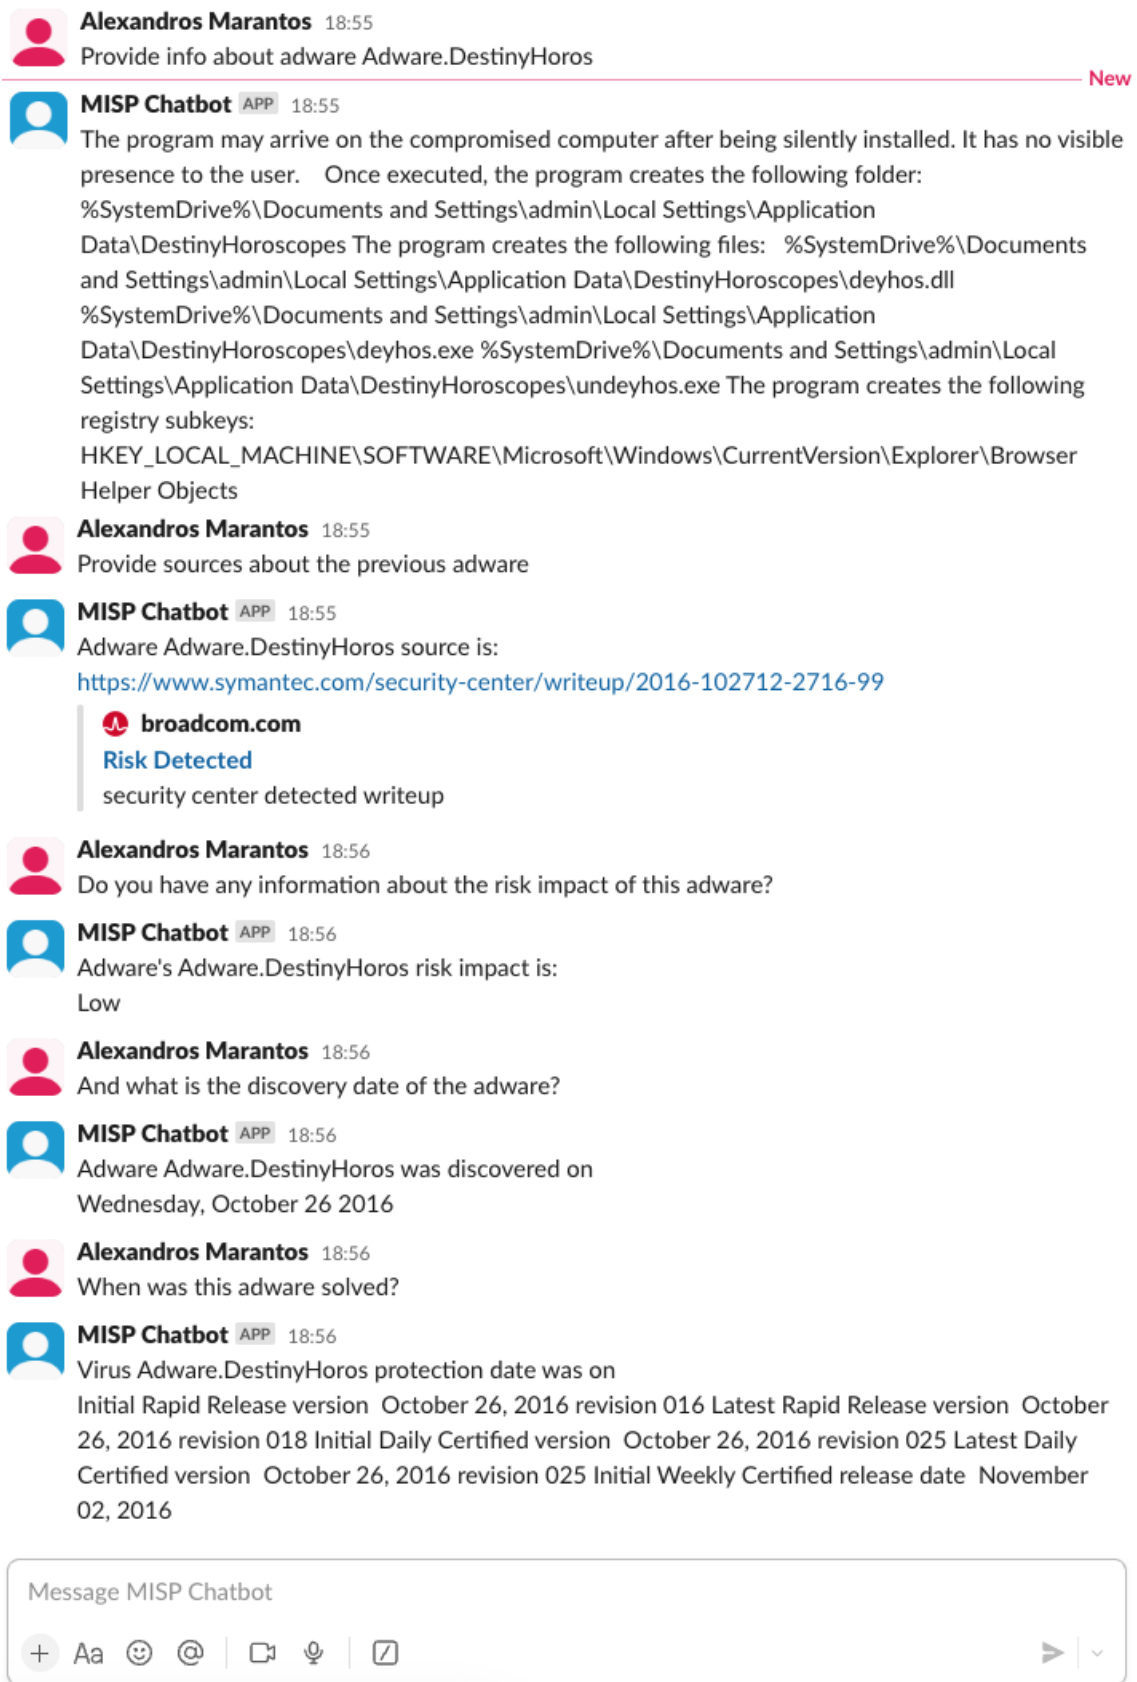 Alexandros Marantos 18:55
Provide info about adware Adware.DestinyHoros
New
MISP Chatbot APP 18:55
The program may arrive on the compromised computer after being silently installed. It has no visible
presence to the user. Once executed, the program creates the following folder:
%SystemDrive%\Documents and Settings\admin\Local Settings\Application
Data\DestinyHoroscopes The program creates the following files: %SystemDrive%\Documents
and Settings\admin\Local Settings\Application Data\DestinyHoroscopes\deyhos.dll
%SystemDrive%\Documents and Settings\admin\Local Settings\Application
Data\DestinyHoroscopes\deyhos.exe %SystemDrive%\Documents and Settings\admin\Local
Settings\Application Data\DestinyHoroscopes\undeyhos.exe The program creates the following
registry subkeys:
HKEY_LOCAL_MACHINE\SOFTWARE\Microsoft\Windows\CurrentVersion\Explorer\Browser
Helper Objects
Alexandros Marantos 18:55
Provide sources about the previous adware
MISP Chatbot APP 18:55
Adware Adware.DestinyHoros source is:
https://www.symantec.com/security-center/writeup/2016-102712-2716-99
broadcom.com
Risk Detected
security center detected writeup
Alexandros Marantos 18:56
Do you have any information about the risk impact of this adware?
MISP Chatbot APP 18:56
Adware's Adware.DestinyHoros risk impact is:
Low
Alexandros Marantos 18:56
And what is the discovery date of the adware?
MISP Chatbot APP 18:56
Adware Adware.DestinyHoros was discovered on
Wednesday, October 26 2016
Alexandros Marantos 18:56
When was this adware solved?
MISP Chatbot APP 18:56
Virus Adware.DestinyHoros protection date was on
Initial Rapid Release version October 26, 2016 revision 016 Latest Rapid Release version October
26, 2016 revision 018 Initial Daily Certified version October 26, 2016 revision 025 Latest Daily
Certified version October 26, 2016 revision 025 Initial Weekly Certified release date November
02, 2016
Message MISP Chatbot
Aa